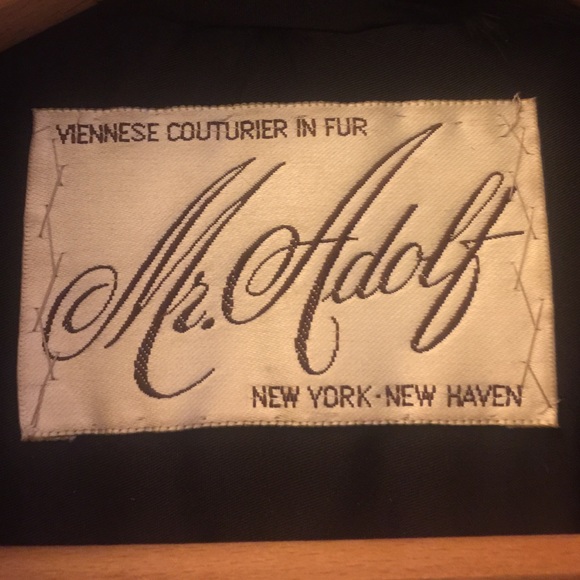 VIENNESE COUTURIER IN FUR
Mr. Adolf
NEW YORK·NEW HAVEN